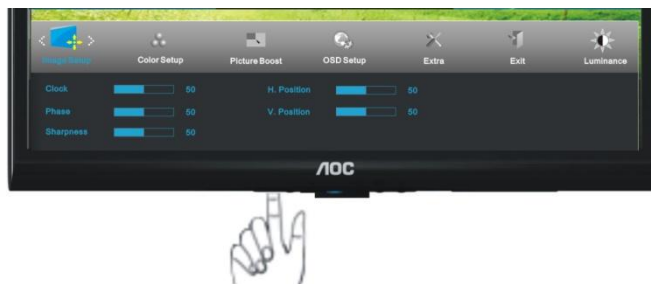 Image Setup
Color Setup
Picture Boost
OSD Setup
Extra
Exit
Luminance
Clock 50 H. Position 50
Phase 50 V. Position 50
Sharpness 50
AOC